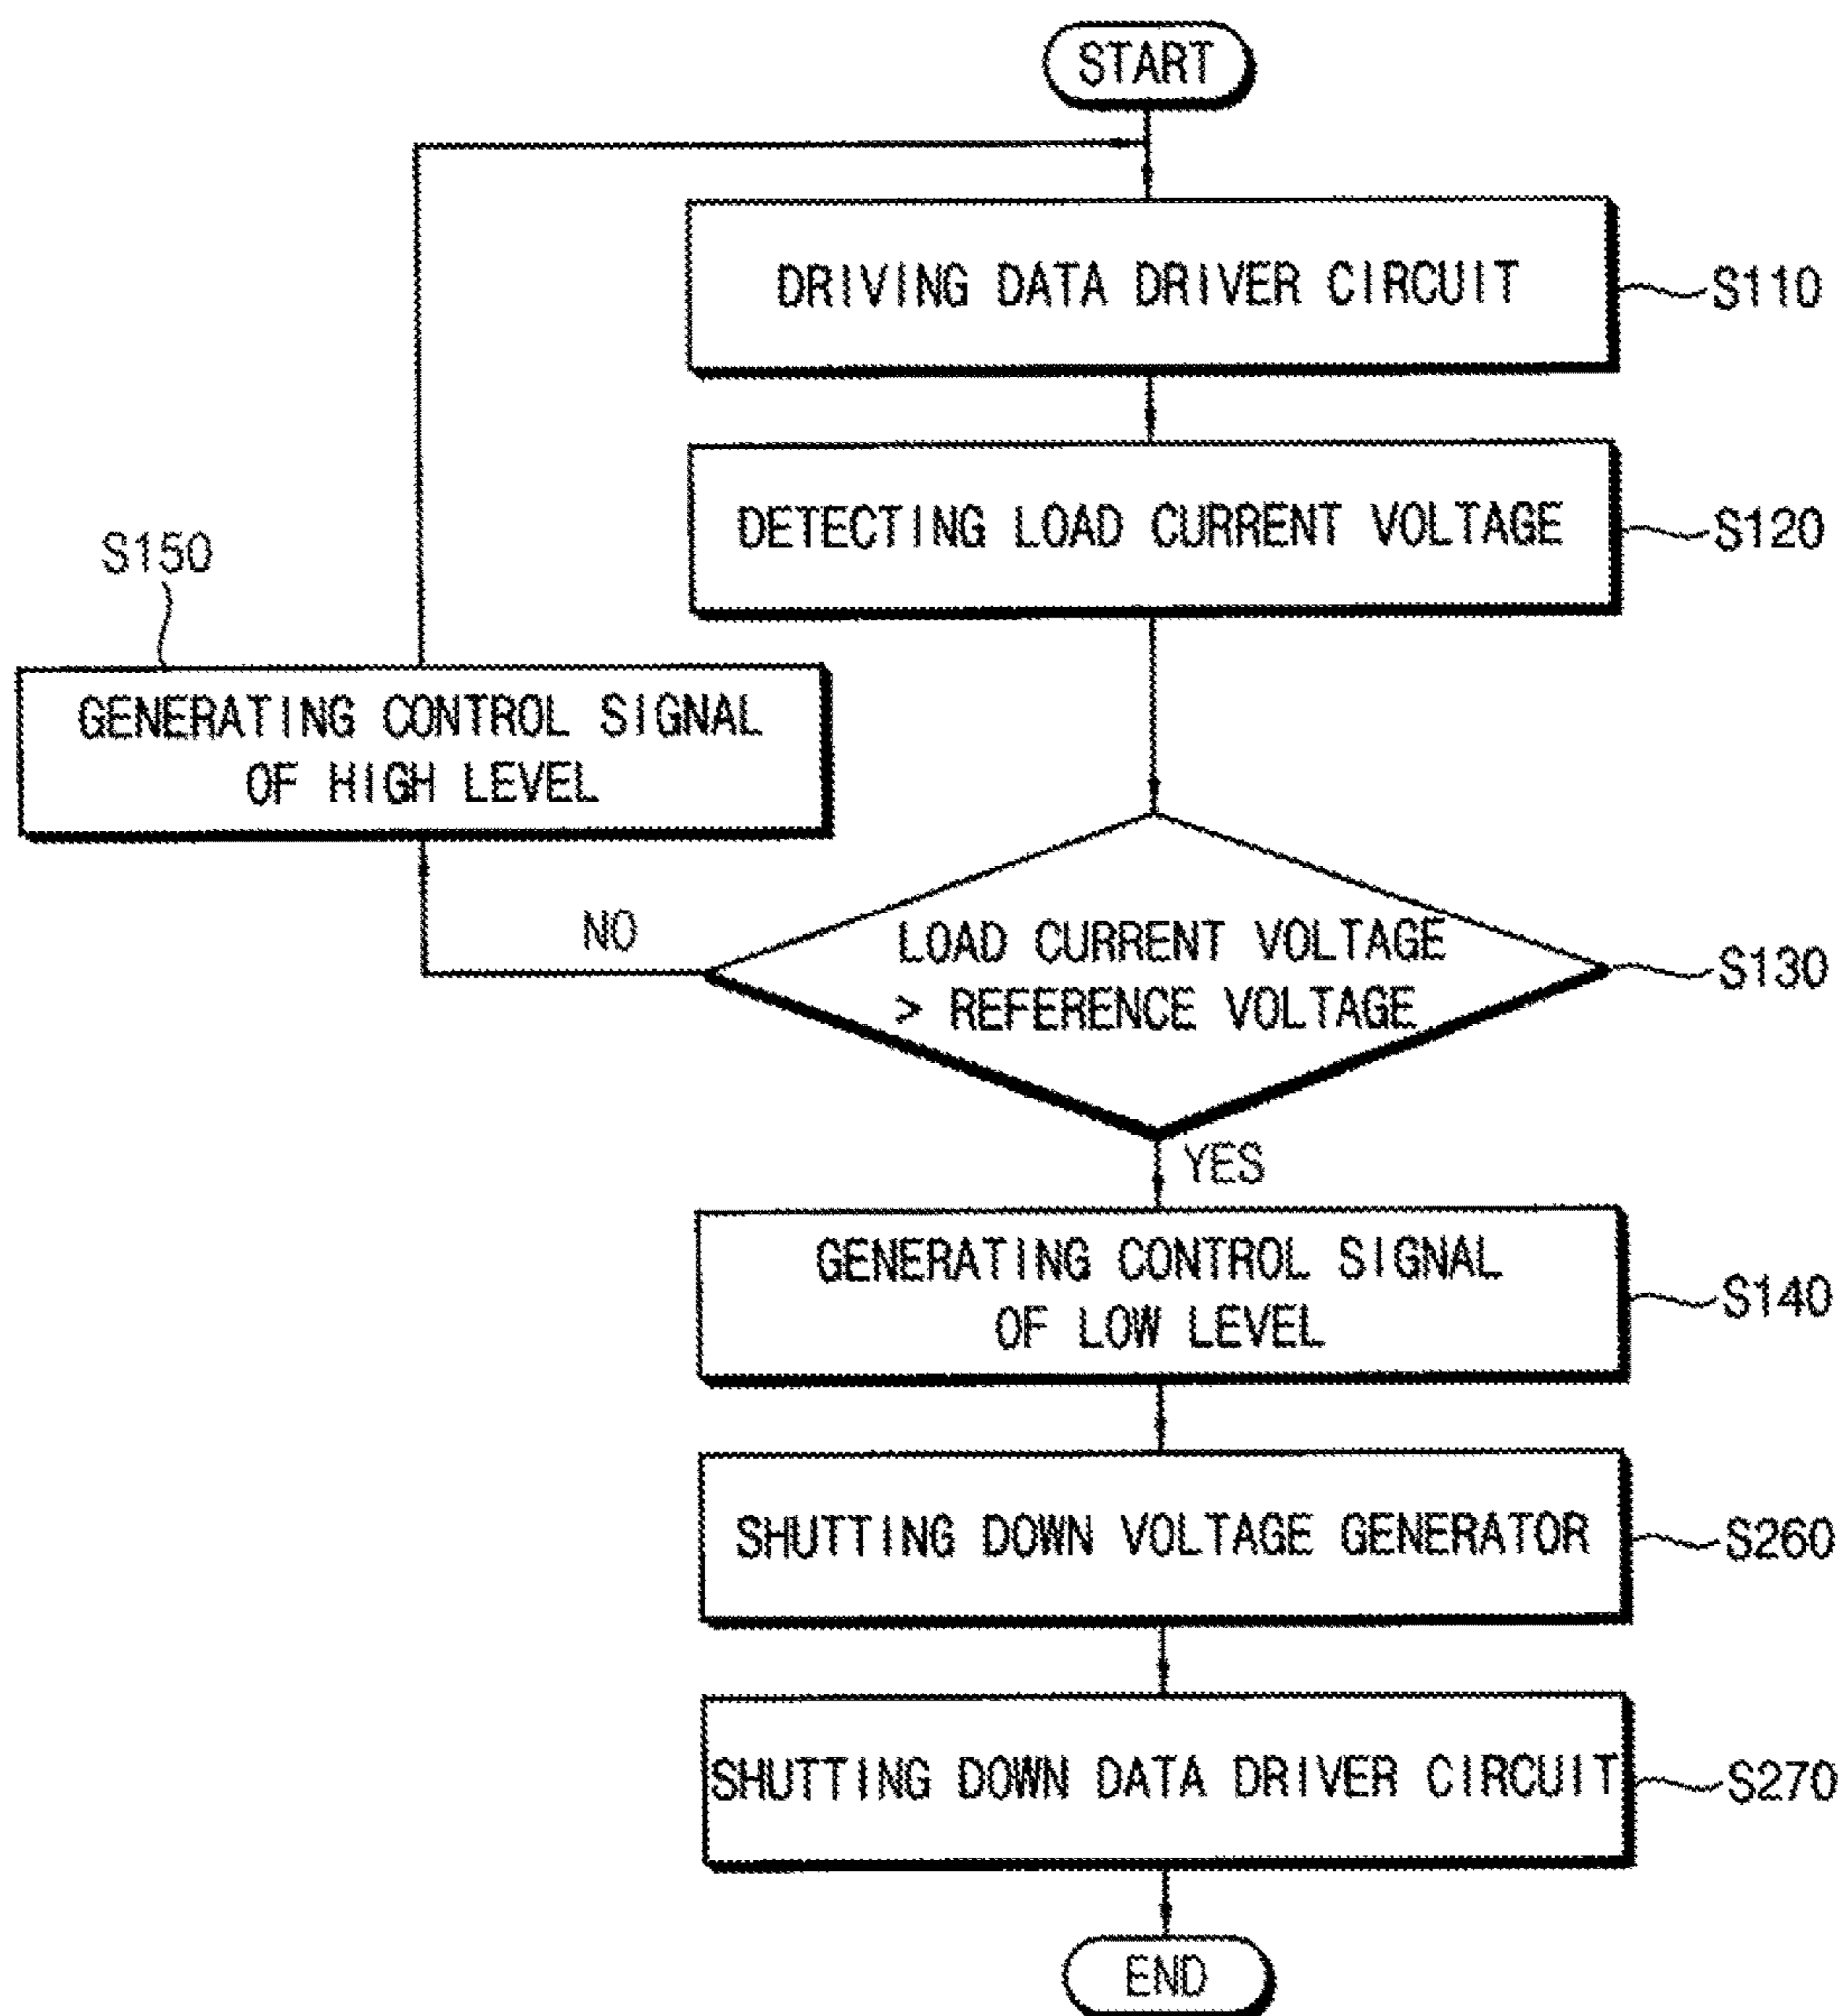 START
DRIVING DATA DRIVER CIRCUIT
S110
DETECTING LOAD CURRENT VOLTAGE
S120
S150
GENERATING CONTROL SIGNAL
OF HIGH LEVEL
NO
LOAD CURRENT VOLTAGE
> REFERENCE VOLTAGE
S130
YES
GENERATING CONTROL SIGNAL
OF LOW LEVEL
S140
SHUTTING DOWN VOLTAGE GENERATOR
S260
SHUTTING DOWN DATA DRIVER CIRCUIT
S270
END